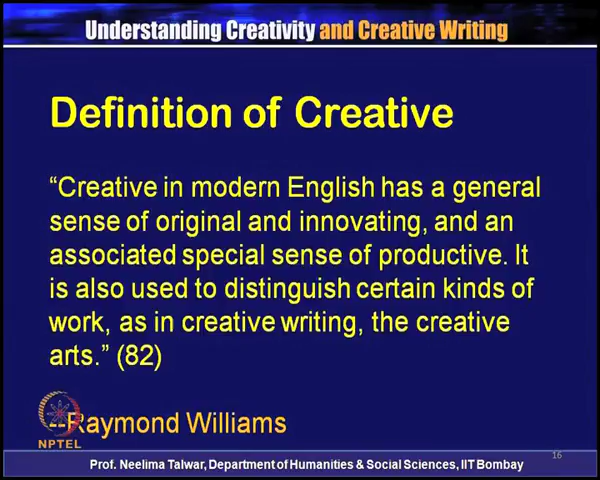 Understanding Creativity and Creative Writing
Definition of Creative
“Creative in modern English has a general
sense of original and innovating, and an
associated special sense of productive. It
is also used to distinguish certain kinds of
work, as in creative writing, the creative
arts.” (82)
--Raymond Williams
NPTEL
16
Prof. Neelima Talwar, Department of Humanities & Social Sciences, IIT Bombay